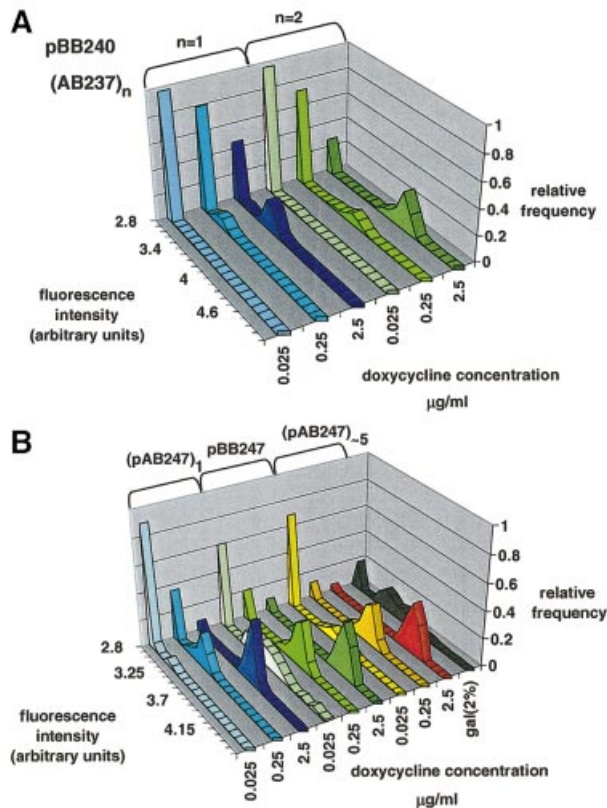 A
pBB240
(AB237)n
n=1
n=2
1
0.8
0.6
0.4
0.2
0
relative
frequency
2.8
3.4
4
4.6
fluorescence
intensity
(arbitrary units)
0.025
0.25
2.5
0.025
0.25
2.5
doxycycline concentration
µg/ml
B
(pAB247)1
pBB247
(pAB247)~5
1
0.8
0.6
0.4
0.2
0
relative
frequency
2.8
3.25
3.7
4.15
fluorescence
intensity
(arbitrary units)
0.025
0.25
2.5
0.025
0.25
2.5
0.025
0.25
2.5
gal(2%)
doxycycline concentration
µg/ml